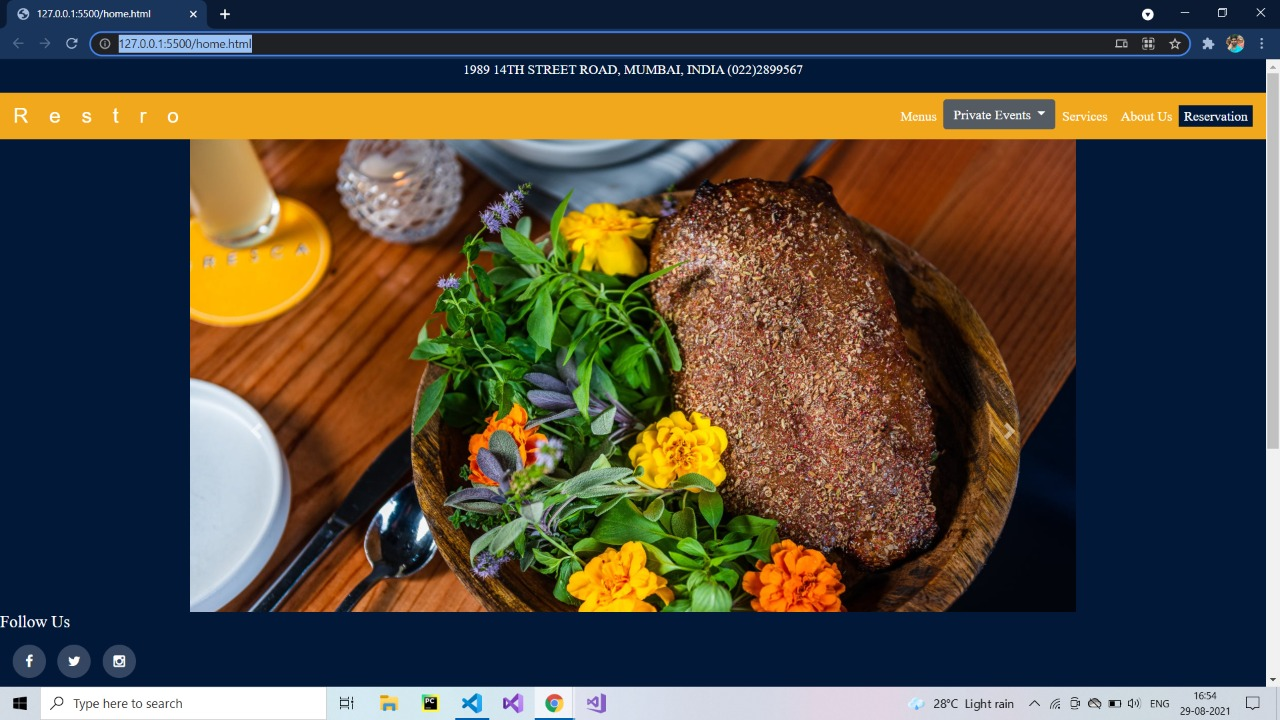 127.0.0.1:5500/home.html
127.0.0.1:5500/home.html
1989 14TH STREET ROAD, MUMBAI, INDIA (022)2899567
Restro
Menus Private Events Services About Us Reservation
Follow Us
Type here to search
PC
28°C Light rain
ENG
16:54
29-08-2021